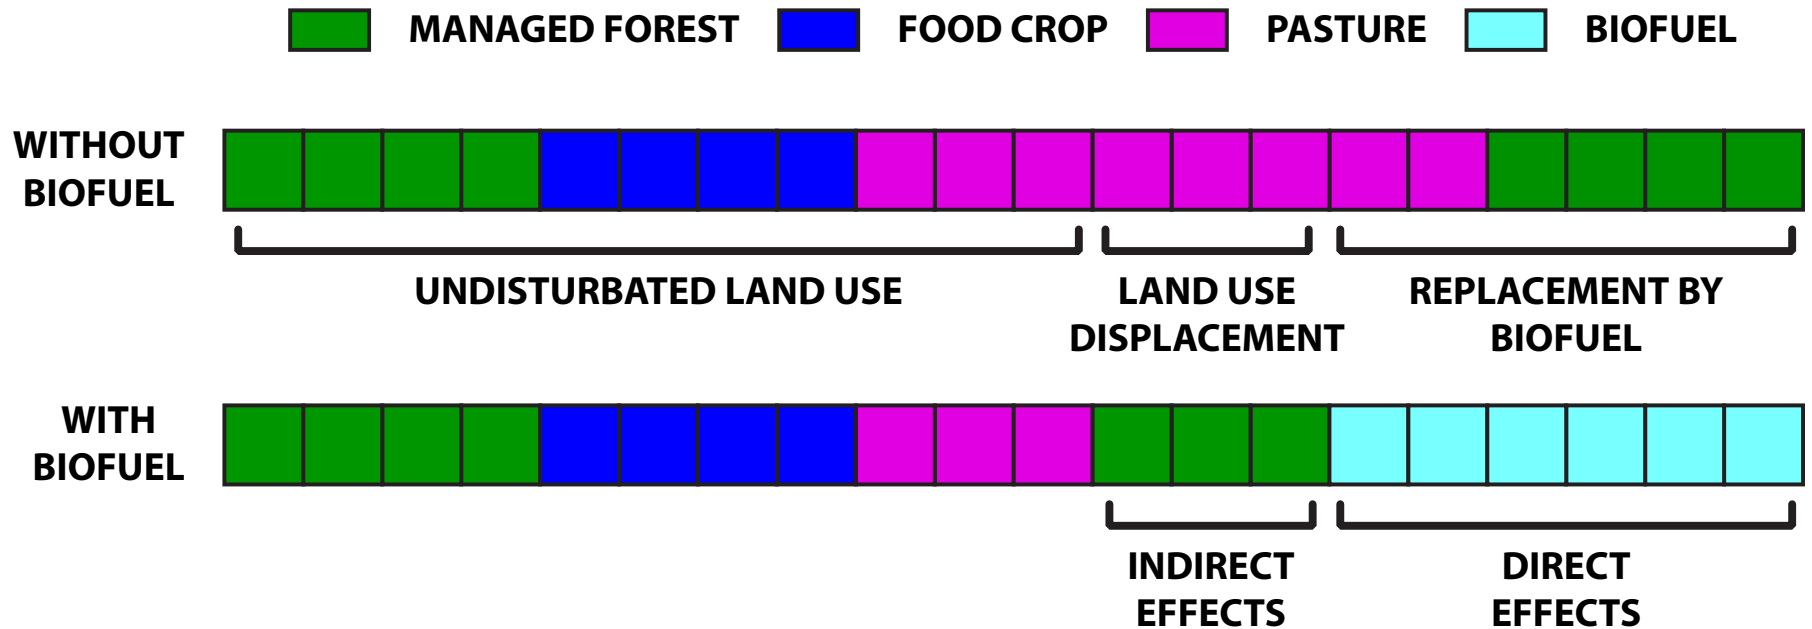 MANAGED FOREST FOOD CROP PASTURE BIOFUEL
WITHOUT
BIOFUEL
UNDISTURBATED LAND USE
LAND USE
DISPLACEMENT
REPLACEMENT BY
BIOFUEL
WITH
BIOFUEL
INDIRECT
EFFECTS
DIRECT
EFFECTS